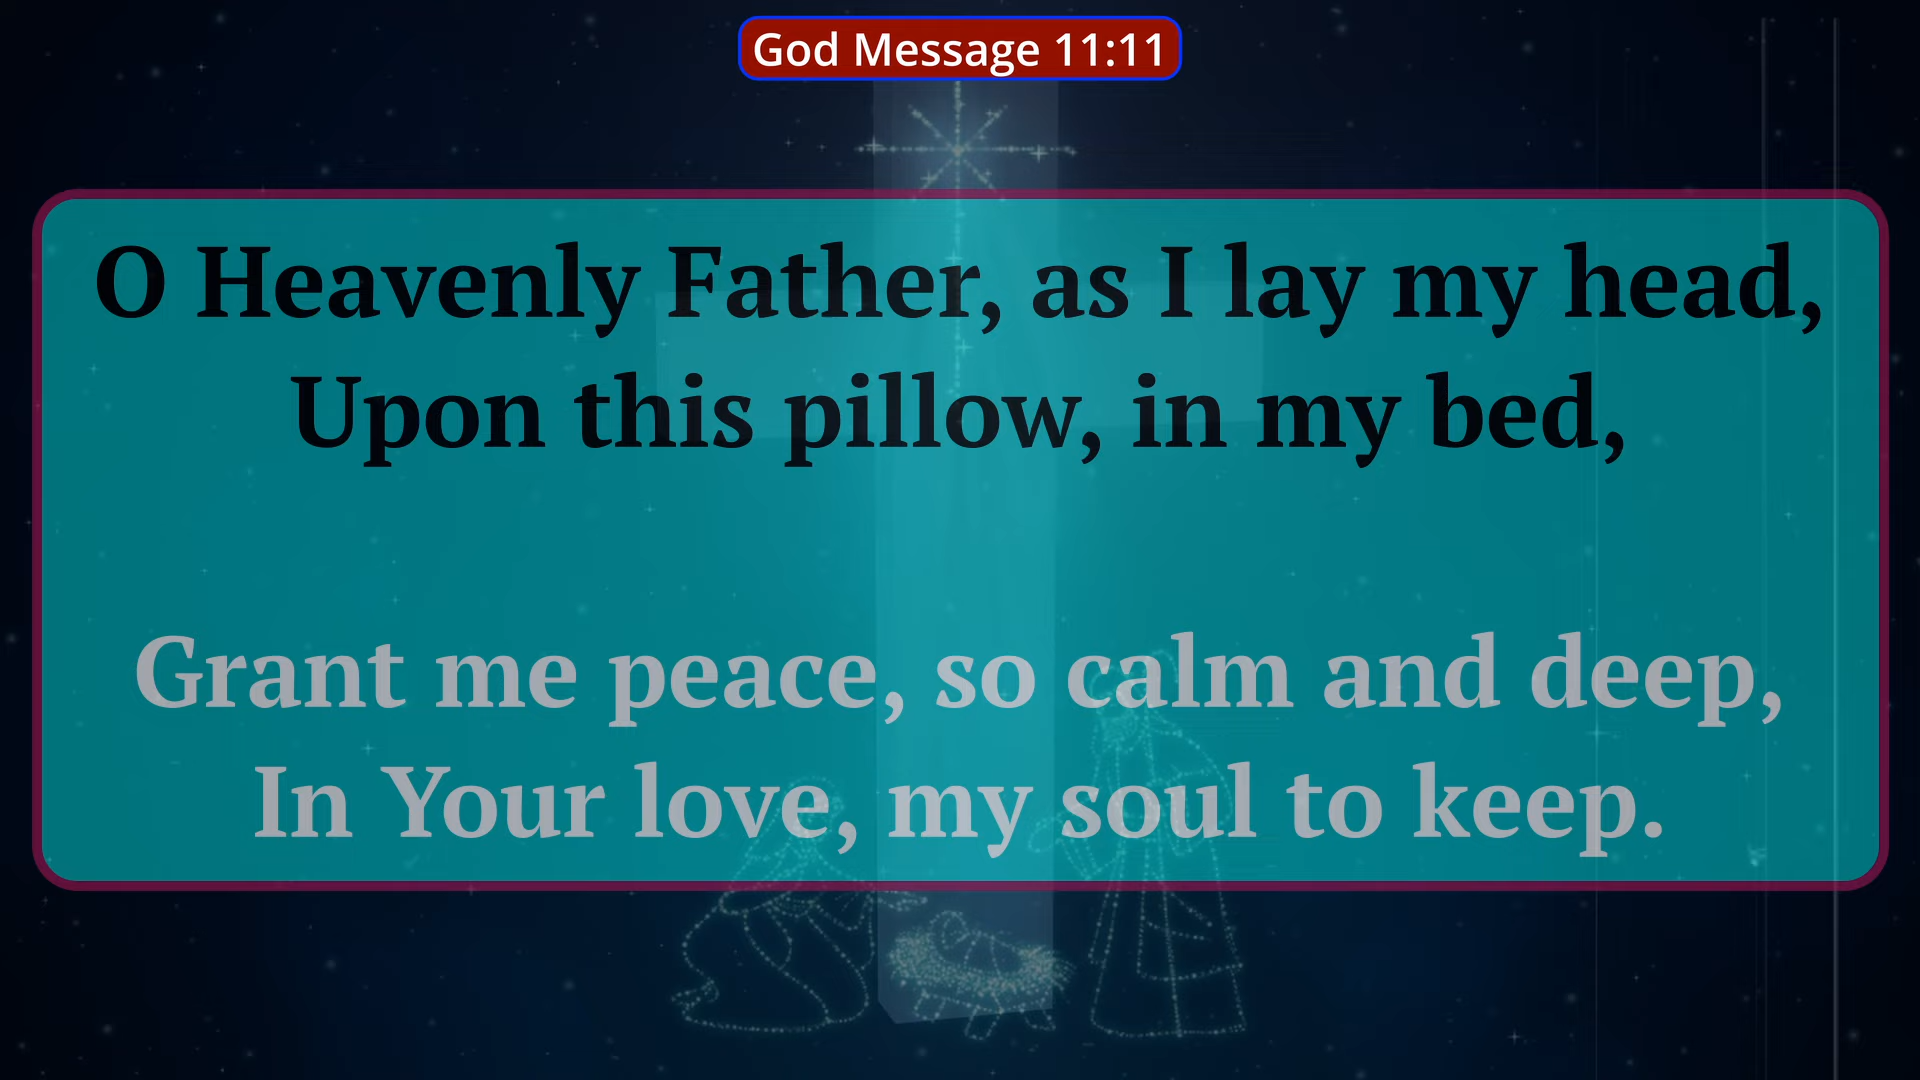 God Message 11:11
O Heavenly Father, as I lay my head,
Upon this pillow, in my bed,
Grant me peace, so calm and deep,
In Your love, my soul to keep.